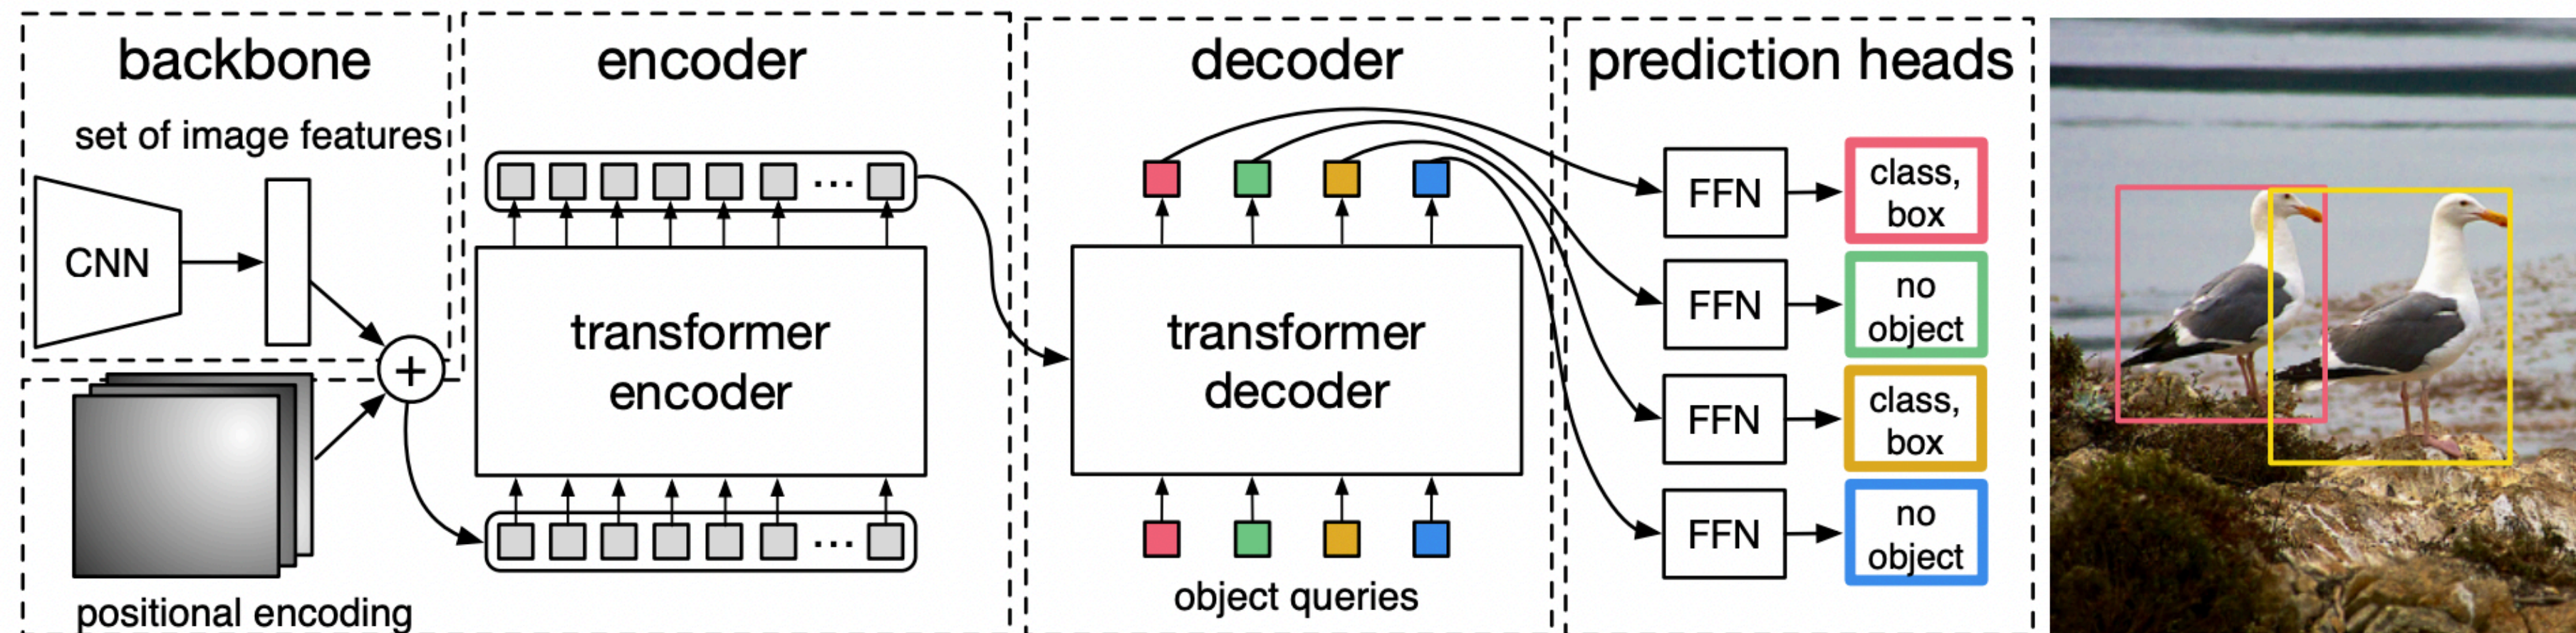 backbone
set of image features
CNN
+
positional encoding
encoder
...
transformer
encoder
...
decoder
transformer
decoder
object queries
prediction heads
FFN
class,
box
FFN
no
object
FFN
class,
box
FFN
no
object